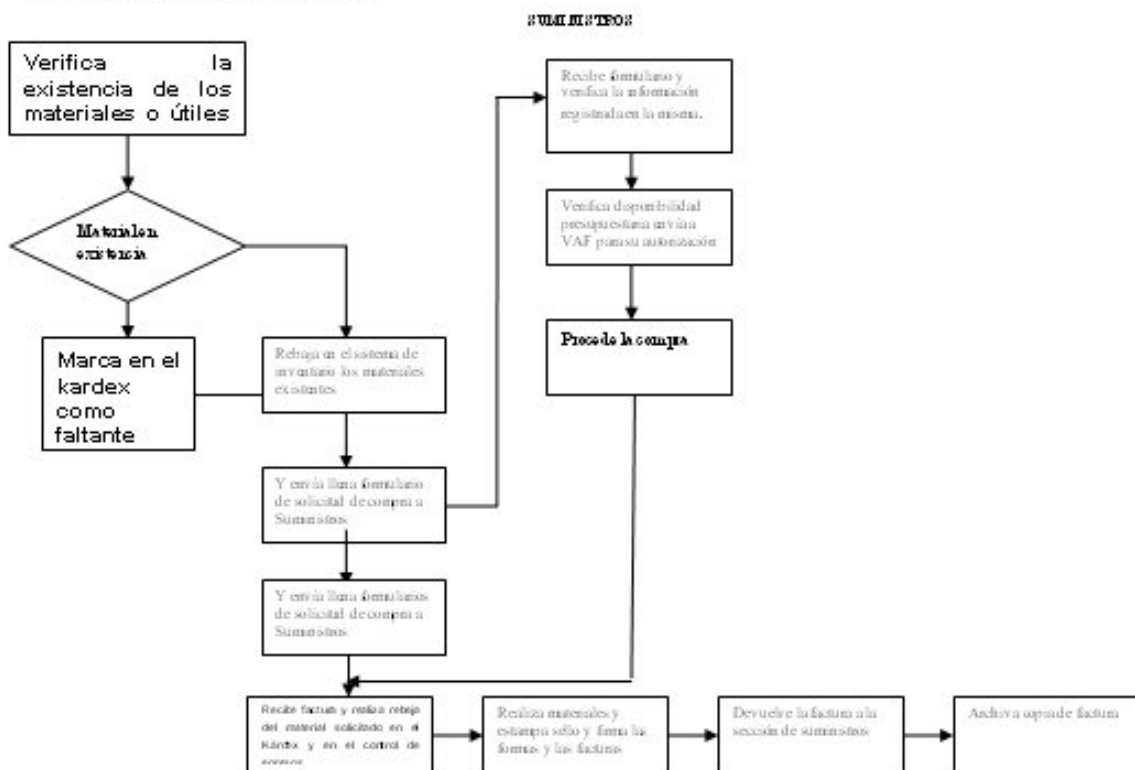 SUMINISTROS
Verifica la
existencia de los
materiales o útiles
Recibe formulario y
verifica la información
registrada en la misma.
Verifica disponibilidad
presupuestaria envía a
VAF para su autorización
Material en
existencia
Procede la compra
Marca en el
kardex
como
faltante
Rebaja en el sistema de
inventario los materiales
existentes
Y envía llena formulario
de solicitud de compra a
Suministros
Y envía llena formularios
de solicitud de compra a
Suministros
Recibe factura y realiza rebaja
del material solicitado en el
Kárdex y en el control de
Realiza materiales y
estampa sello y firma las
formas y las facturas
Devuelve la factura a la
sección de suministros
Archiva copia de factura